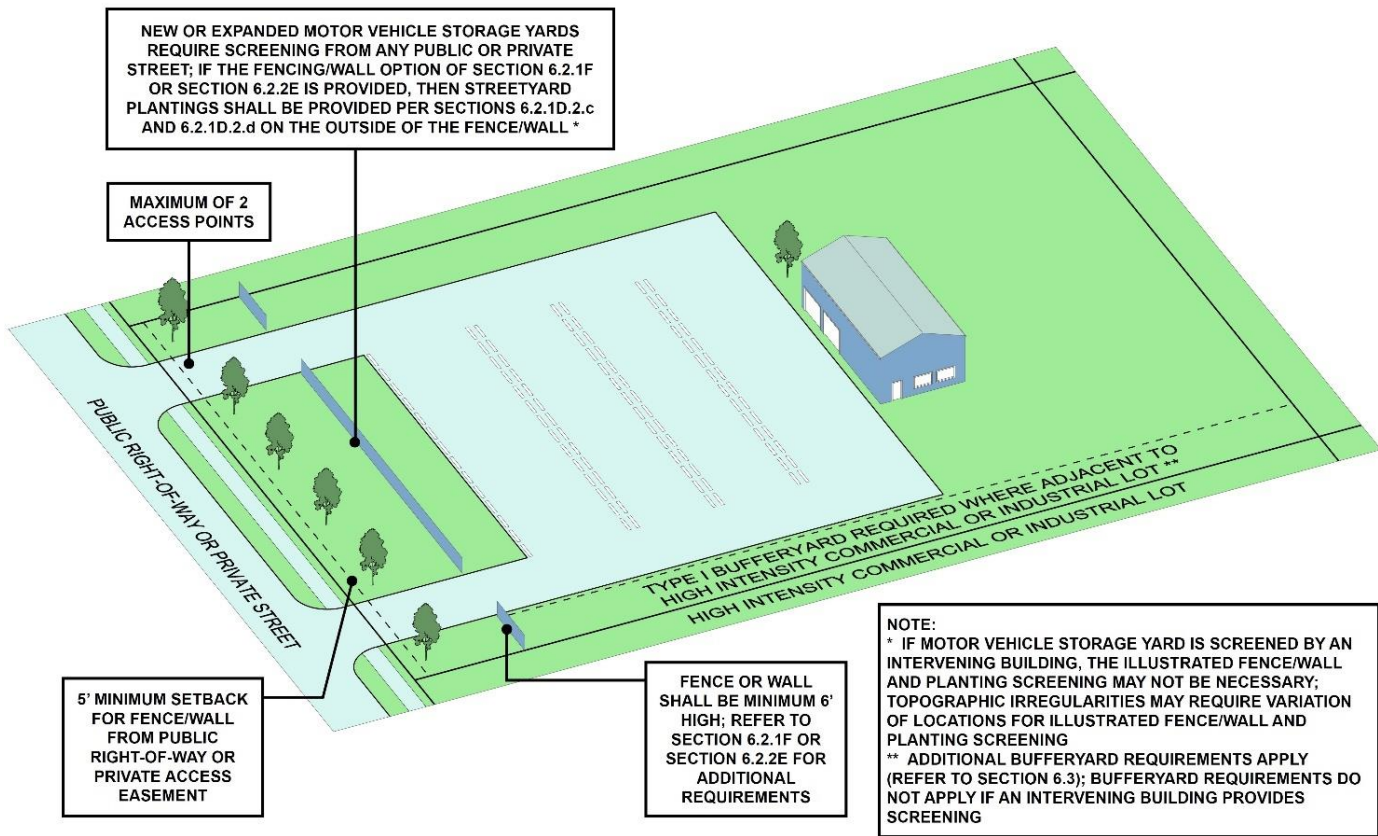 NEW OR EXPANDED MOTOR VEHICLE STORAGE YARDS
REQUIRE SCREENING FROM ANY PUBLIC OR PRIVATE
STREET; IF THE FENCING/WALL OPTION OF SECTION 6.2.1F
OR SECTION 6.2.2E IS PROVIDED, THEN STREETYARD
PLANTINGS SHALL BE PROVIDED PER SECTIONS 6.2.1D.2.c
AND 6.2.1D.2.d ON THE OUTSIDE OF THE FENCE/WALL *
MAXIMUM OF 2
ACCESS POINTS
PUBLIC RIGHT-OF-WAY OR PRIVATE STREET
TYPE I BUFFERYARD REQUIRED WHERE ADJACENT TO
HIGH INTENSITY COMMERCIAL OR INDUSTRIAL LOT **
HIGH INTENSITY COMMERCIAL OR INDUSTRIAL LOT
5' MINIMUM SETBACK
FOR FENCE/WALL
FROM PUBLIC
RIGHT-OF-WAY OR
PRIVATE ACCESS
EASEMENT
FENCE OR WALL
SHALL BE MINIMUM 6'
HIGH; REFER TO
SECTION 6.2.1F OR
SECTION 6.2.2E FOR
ADDITIONAL
REQUIREMENTS
NOTE:
* IF MOTOR VEHICLE STORAGE YARD IS SCREENED BY AN
INTERVENING BUILDING, THE ILLUSTRATED FENCE/WALL
AND PLANTING SCREENING MAY NOT BE NECESSARY;
TOPOGRAPHIC IRREGULARITIES MAY REQUIRE VARIATION
OF LOCATIONS FOR ILLUSTRATED FENCE/WALL AND
PLANTING SCREENING
** ADDITIONAL BUFFERYARD REQUIREMENTS APPLY
(REFER TO SECTION 6.3); BUFFERYARD REQUIREMENTS DO
NOT APPLY IF AN INTERVENING BUILDING PROVIDES
SCREENING